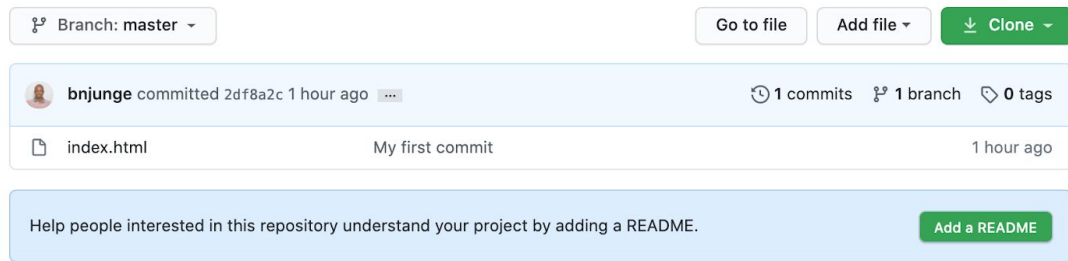 Branch: master
Go to file
Add file
Clone
bnjunge committed 2df8a2c 1 hour ago ...
1 commits
1 branch
0 tags
index.html
My first commit
1 hour ago
Help people interested in this repository understand your project by adding a README.
Add a README